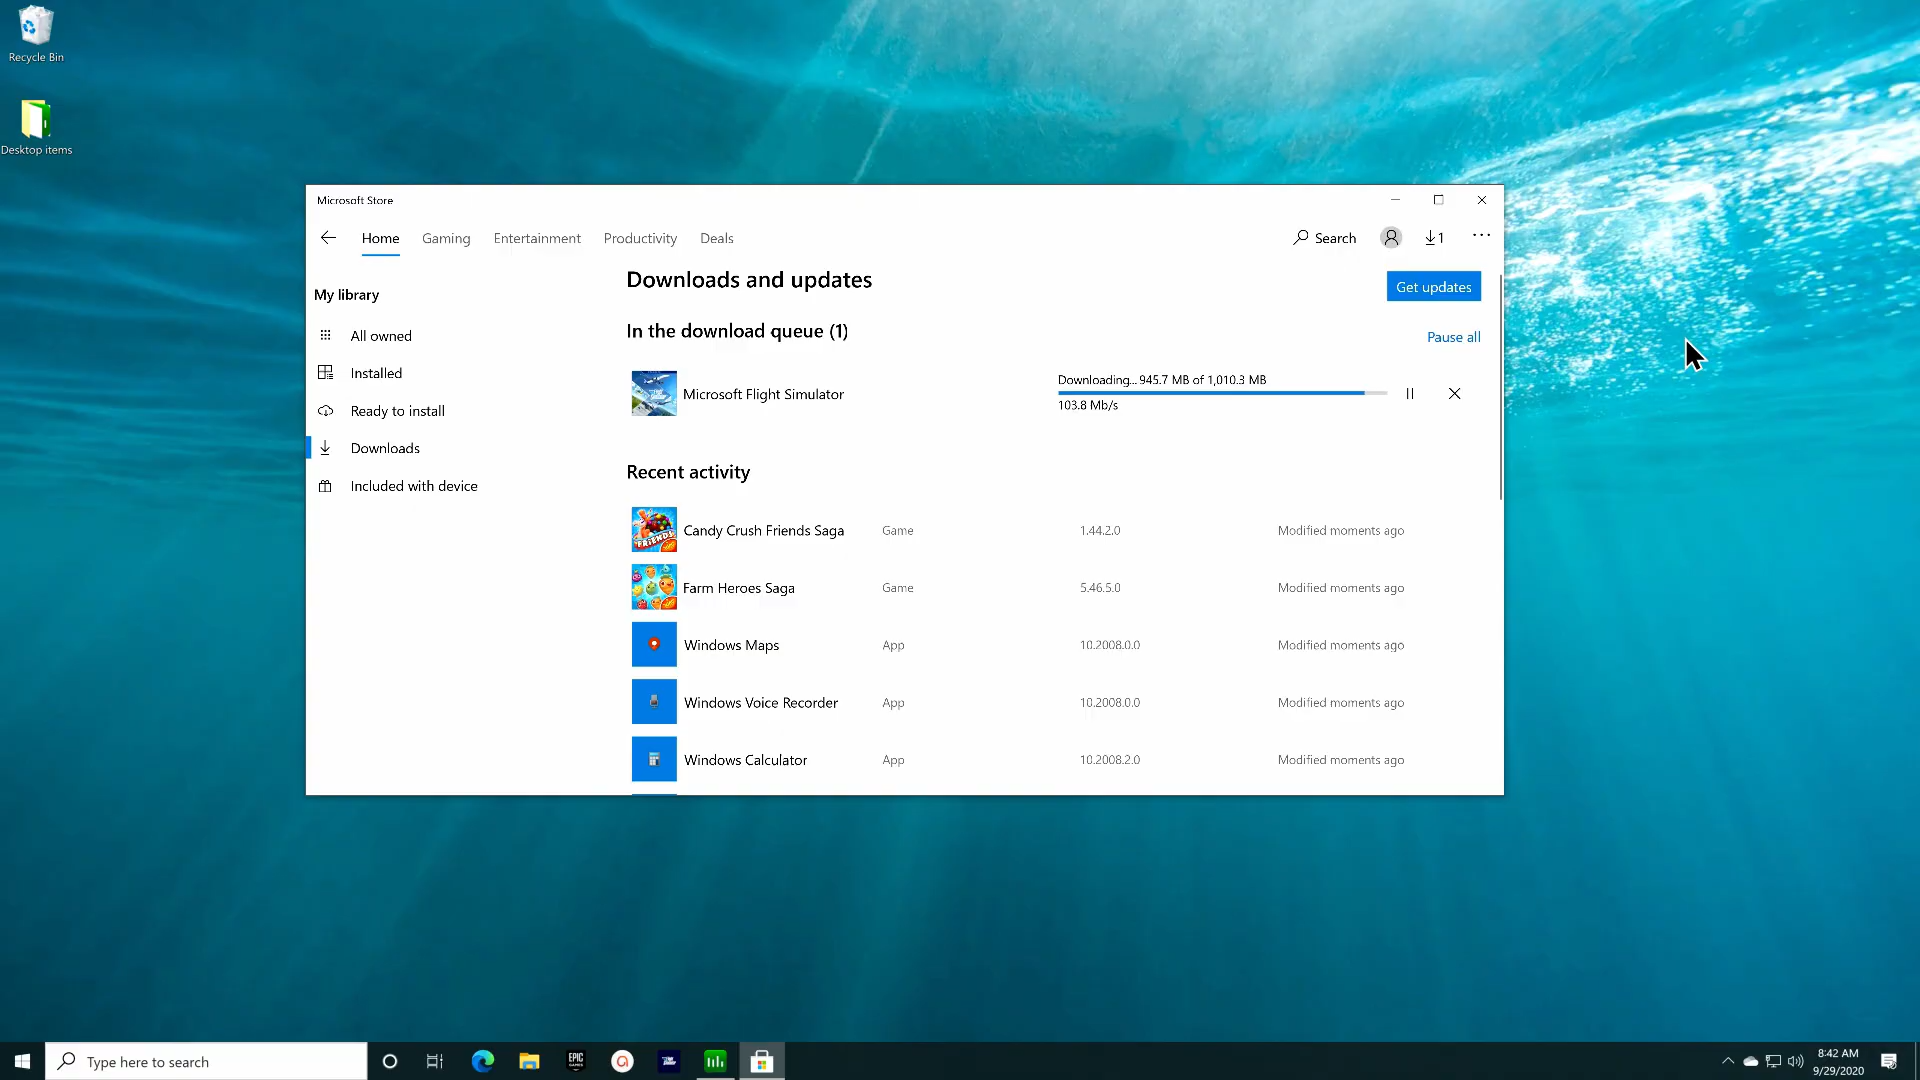 Recycle Bin
Desktop items
Microsoft Store
Home Gaming Entertainment Productivity Deals Search 1
My library
All owned
Installed
Ready to install
Downloads
Included with device
Downloads and updates
Get updates
In the download queue (1)
Pause all
Microsoft Flight Simulator
Downloading... 945.7 MB of 1,010.3 MB
103.8 Mb/s
Recent activity
Candy Crush Friends Saga Game 1.44.2.0 Modified moments ago
Farm Heroes Saga Game 5.46.5.0 Modified moments ago
Windows Maps App 10.2008.0.0 Modified moments ago
Windows Voice Recorder App 10.2008.0.0 Modified moments ago
Windows Calculator App 10.2008.2.0 Modified moments ago
FRIENDS
Type here to search
EPIC
GAMES
8:42 AM
9/29/2020